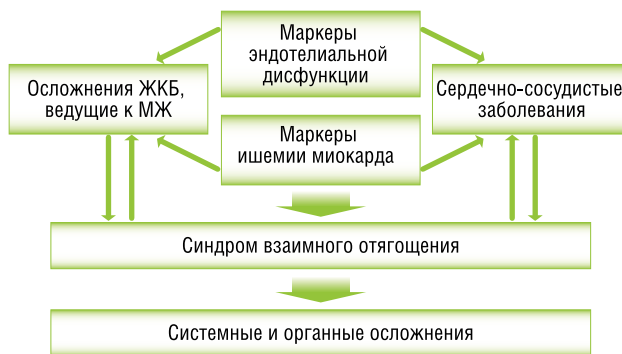 Маркеры
эндотелиальной
дисфункции
Осложнения ЖКБ,
ведущие к МЖ
Сердечно-сосудистые
заболевания
Маркеры
ишемии миокарда
Синдром взаимного отягощения
Системные и органные осложнения